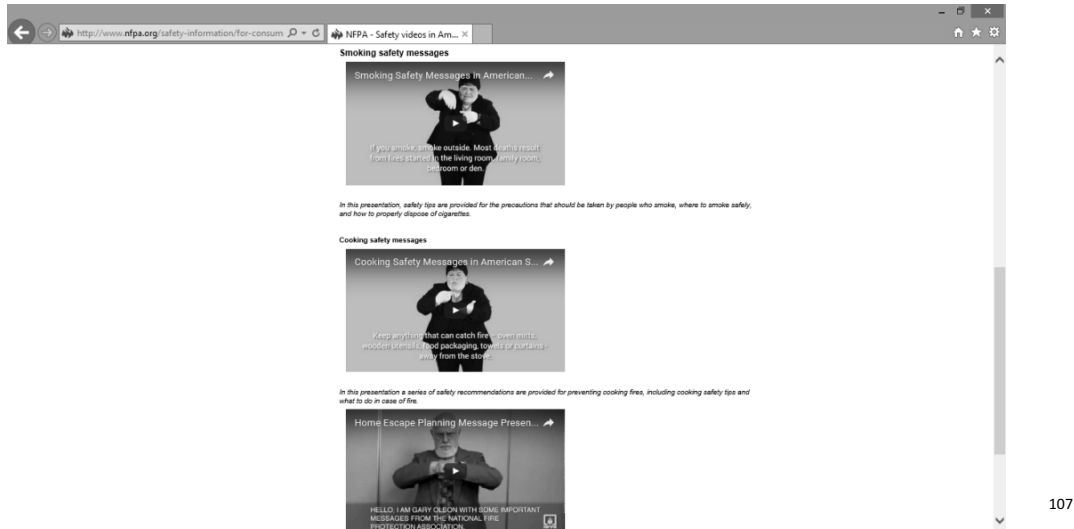 http://www.nfpa.org/safety-information/for-consum
NFPA - Safety videos in Am...
Smoking safety messages
Smoking Safety Messages in American...
If you smoke, smoke outside. Most deaths result
from fires started in the living room, family room,
bedroom or den.
In this presentation, safety tips are provided for the precautions that should be taken by people who smoke, where to smoke safely,
and how to properly dispose of cigarettes.
Cooking safety messages
Cooking Safety Messages in American S...
Keep anything that can catch fire - oven mitts,
wooden utensils, food packaging, towels or curtains -
away from the stove.
In this presentation a series of safety recommendations are provided for preventing cooking fires, including cooking safety tips and
what to do in case of fire.
Home Escape Planning Message Presen...
HELLO, I AM GARY OLSON WITH SOME IMPORTANT
MESSAGES FROM THE NATIONAL FIRE
PROTECTION ASSOCIATION.
107